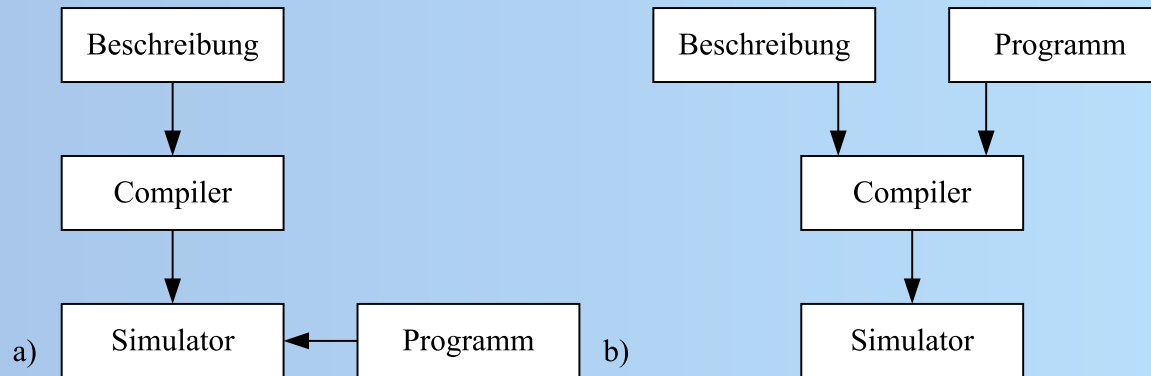 Beschreibung
Compiler
Simulator
Programm
a)
Beschreibung
Programm
Compiler
Simulator
b)